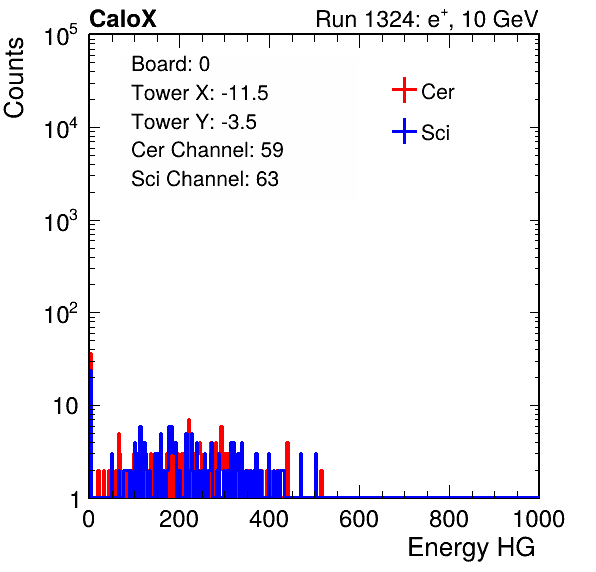 CaloX Run 1324: e⁺, 10 GeV
Counts
Board: 0
Tower X: -11.5
Tower Y: -3.5
Cer Channel: 59
Sci Channel: 63
Cer
Sci
10⁵
10⁴
10³
10²
10
1
0 200 400 600 800 1000
Energy HG